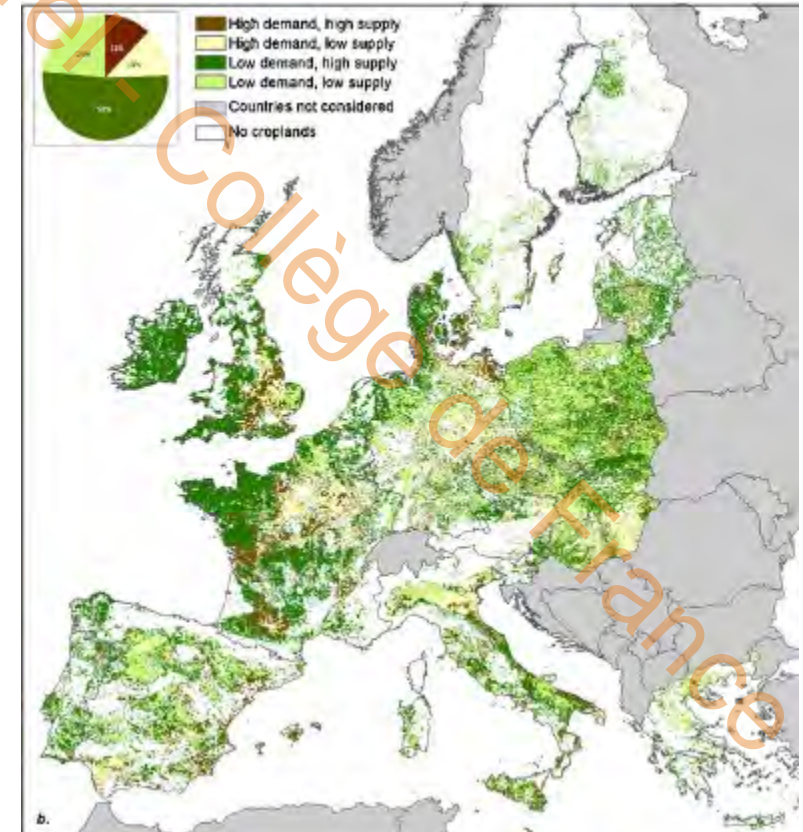 High demand, high supply
High demand, low supply
Low demand, high supply
Low demand, low supply
Countries not considered
No croplands
Collège de France
b.